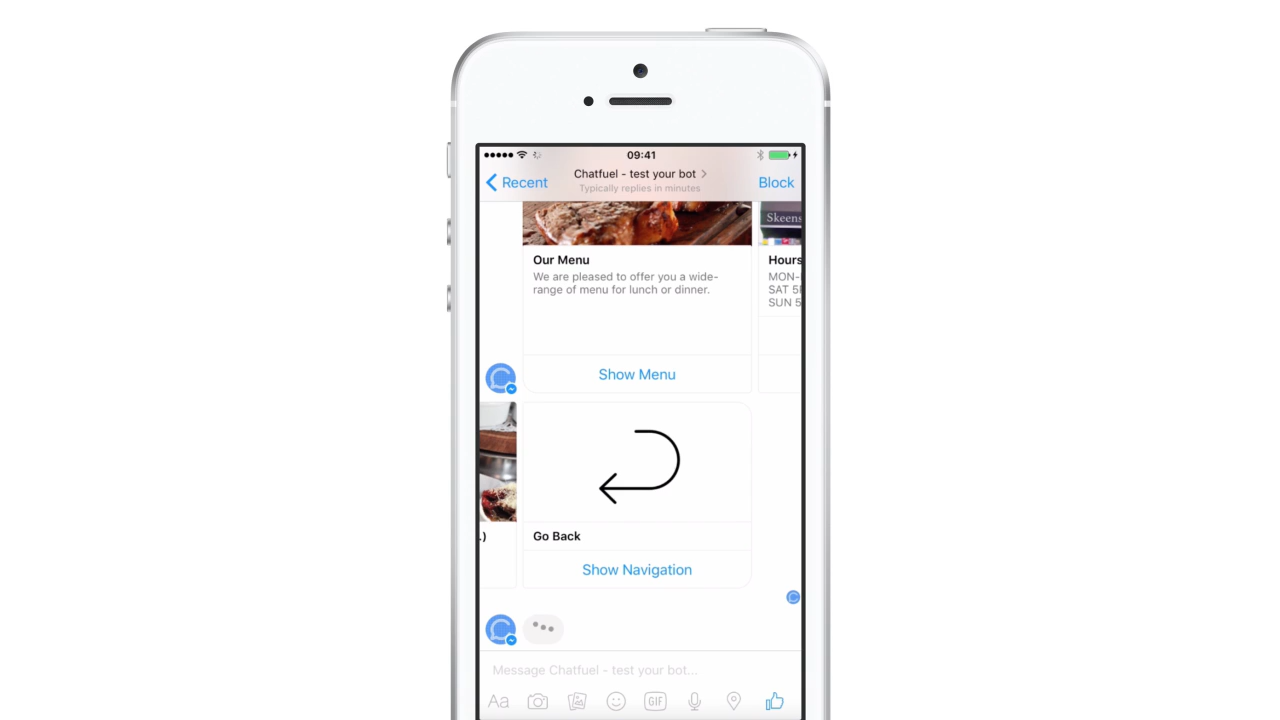 09:41
Recent
Chatfuel - test your bot
Block
Typically replies in minutes
Skeens
Our Menu
We are pleased to offer you a wide-
range of menu for lunch or dinner.
Show Menu
Hours
MON-
SAT 5
SUN 5
.)
Go Back
Show Navigation
Message Chatfuel - test your bot...
Aa
GIF